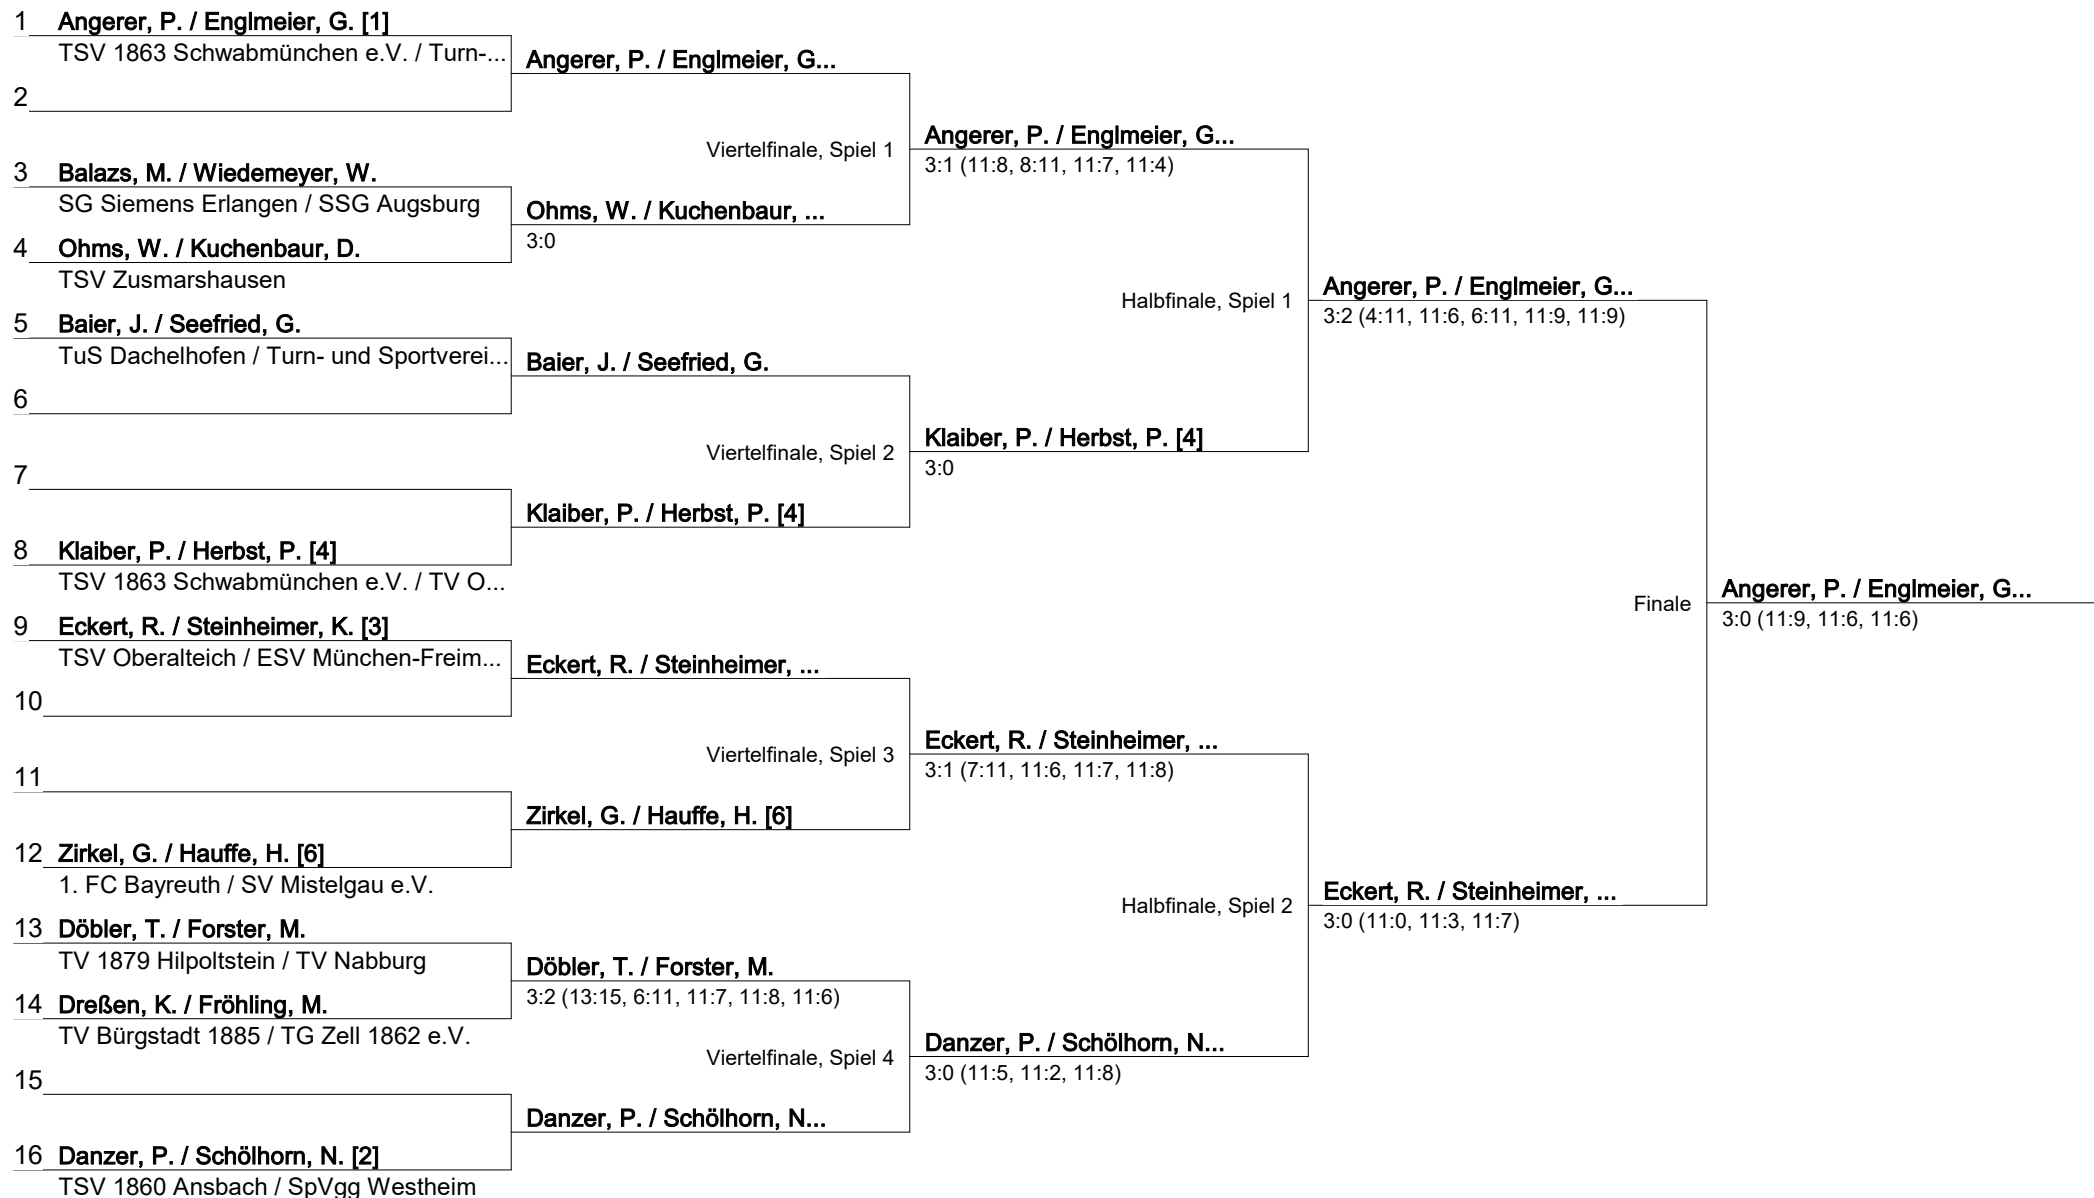 1 Angerer, P. / Englmeier, G. [1]
TSV 1863 Schwabmünchen e.V. / Turn-...
Angerer, P. / Englmeier, G...
2
Viertelfinale, Spiel 1
Angerer, P. / Englmeier, G...
3:1 (11:8, 8:11, 11:7, 11:4)
3 Balazs, M. / Wiedemeyer, W.
SG Siemens Erlangen / SSG Augsburg
Ohms, W. / Kuchenbaur, ...
3:0
4 Ohms, W. / Kuchenbaur, D.
TSV Zusmarshausen
Halbfinale, Spiel 1
Angerer, P. / Englmeier, G...
3:2 (4:11, 11:6, 6:11, 11:9, 11:9)
5 Baier, J. / Seefried, G.
TuS Dachelhofen / Turn- und Sportverei...
Baier, J. / Seefried, G.
6
Viertelfinale, Spiel 2
Klaiber, P. / Herbst, P. [4]
3:0
7
Klaiber, P. / Herbst, P. [4]
8 Klaiber, P. / Herbst, P. [4]
TSV 1863 Schwabmünchen e.V. / TV O...
Finale
Angerer, P. / Englmeier, G...
3:0 (11:9, 11:6, 11:6)
9 Eckert, R. / Steinheimer, K. [3]
TSV Oberalteich / ESV München-Freim...
Eckert, R. / Steinheimer, ...
10
Viertelfinale, Spiel 3
Eckert, R. / Steinheimer, ...
3:1 (7:11, 11:6, 11:7, 11:8)
11
Zirkel, G. / Hauffe, H. [6]
12 Zirkel, G. / Hauffe, H. [6]
1. FC Bayreuth / SV Mistelgau e.V.
Halbfinale, Spiel 2
Eckert, R. / Steinheimer, ...
3:0 (11:0, 11:3, 11:7)
13 Döbler, T. / Forster, M.
TV 1879 Hilpoltstein / TV Nabburg
Döbler, T. / Forster, M.
3:2 (13:15, 6:11, 11:7, 11:8, 11:6)
14 Dreßen, K. / Fröhling, M.
TV Bürgstadt 1885 / TG Zell 1862 e.V.
Viertelfinale, Spiel 4
Danzer, P. / Schölhorn, N...
3:0 (11:5, 11:2, 11:8)
15
Danzer, P. / Schölhorn, N...
16 Danzer, P. / Schölhorn, N. [2]
TSV 1860 Ansbach / SpVgg Westheim